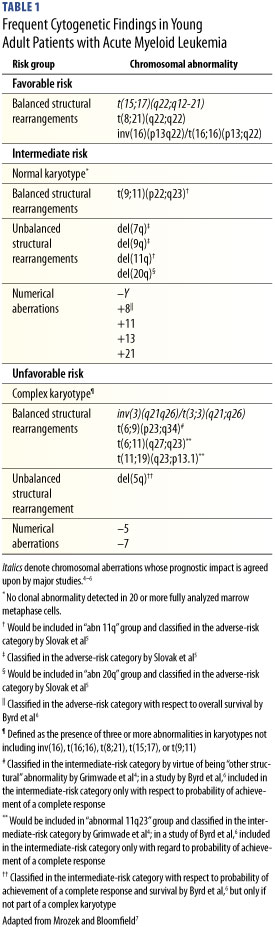 TABLE 1
Frequent Cytogenetic Findings in Young
Adult Patients with Acute Myeloid Leukemia
Risk group Chromosomal abnormality
Favorable risk
Balanced structural t(15;17)(q22;q12-21)
rearrangements t(8;21)(q22;q22)
inv(16)(p13q22)/t(16;16)(p13;q22)
Intermediate risk
Normal karyotype*
Balanced structural t(9;11)(p22;q23)†
rearrangements
Unbalanced del(7q)‡
structural del(9q)‡
rearrangements del(11q)†
del(20q)§
Numerical –Y
aberrations +8||
+11
+13
+21
Unfavorable risk
Complex karyotype¶
Balanced structural inv(3)(q21q26)/t(3;3)(q21;q26)
rearrangements t(6;9)(p23;q34)#
t(6;11)(q27;q23)**
t(11;19)(q23;p13.1)**
Unbalanced del(5q)††
structural
rearrangement
Numerical –5
aberrations –7
Italics denote chromosomal aberrations whose prognostic impact is agreed
upon by major studies.4–6
* No clonal abnormality detected in 20 or more fully analyzed marrow
metaphase cells.
† Would be included in "abn 11q" group and classified in the adverse-risk
category by Slovak et al5
‡ Classified in the adverse-risk category by Slovak et al5
§ Would be included in "abn 20q" group and classified in the adverse-risk
category by Slovak et al5
|| Classified in the adverse-risk category with respect to overall survival by
Byrd et al6
¶ Defined as the presence of three or more abnormalities in karyotypes not
including inv(16), t(16;16), t(8;21), t(15;17), or t(9;11)
# Classified in the intermediate-risk category by virtue of being "other struc-
tural" abnormality by Grimwade et al4; in a study by Byrd et al,6 included in
the intermediate-risk category only with respect to probability of achieve-
ment of a complete response
** Would be included in "abnormal 11q23" group and classified in the inter-
mediate-risk category by Grimwade et al4; in a study of Byrd et al,6 included
in the intermediate-risk category only with regard to probability of achieve-
ment of a complete response
†† Classified in the intermediate-risk category with respect to probability of
achievement of a complete response and survival by Byrd et al,6 but only if
not part of a complex karyotype
Adapted from Mrozek and Bloomfield7